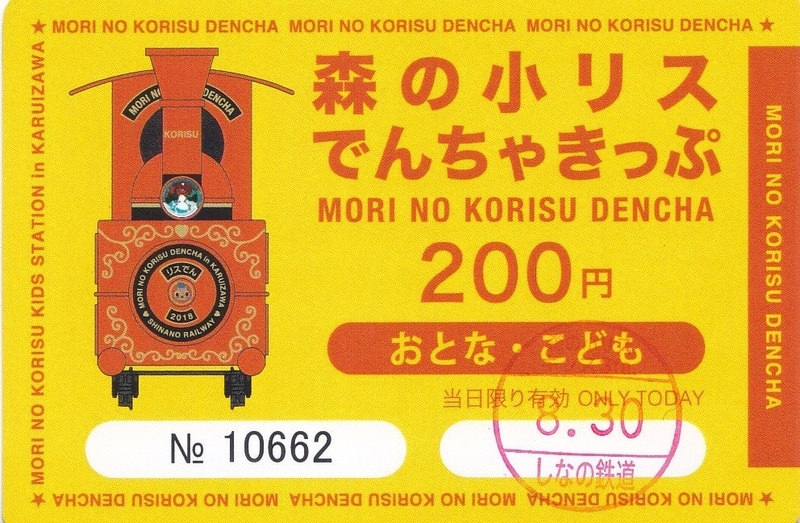 ★ MORI NO KORISU DENCHA MORI NO KORISU DENCHA MORI NO KORISU DENCHA ★
MORI NO KORISU KIDS STATION in KARUIZAWA
MORI NO DENCHA
KORISU
森の小リス
でんちゃきっぷ
MORI NO KORISU DENCHA
200円
おとな・こども
当日限り有効 ONLY TODAY
MORI NO KORISU DENCHA in KARUIZAWA
リスでん
2018
♥ SHINANO RAILWAY ♥
№ 10662
8.30
しなの鉄道
MORI NO KORISU DENCHA
★ MORI NO KORISU DENCHA MORI NO KORISU DENCHA MORI NO KORISU DENCHA ★